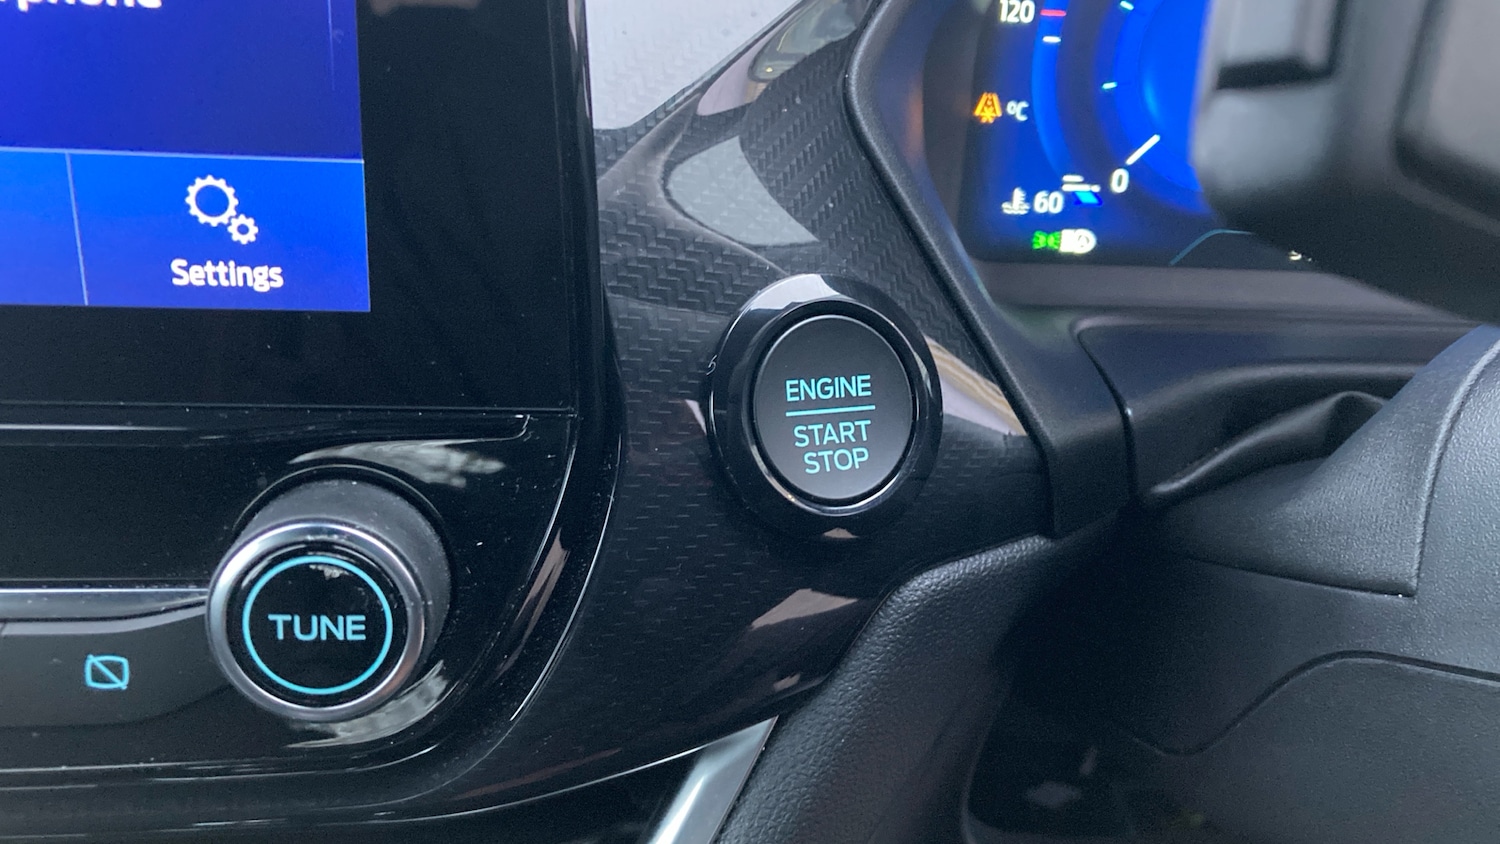 Settings
TUNE
ENGINE
START
STOP
120
°C
60
0